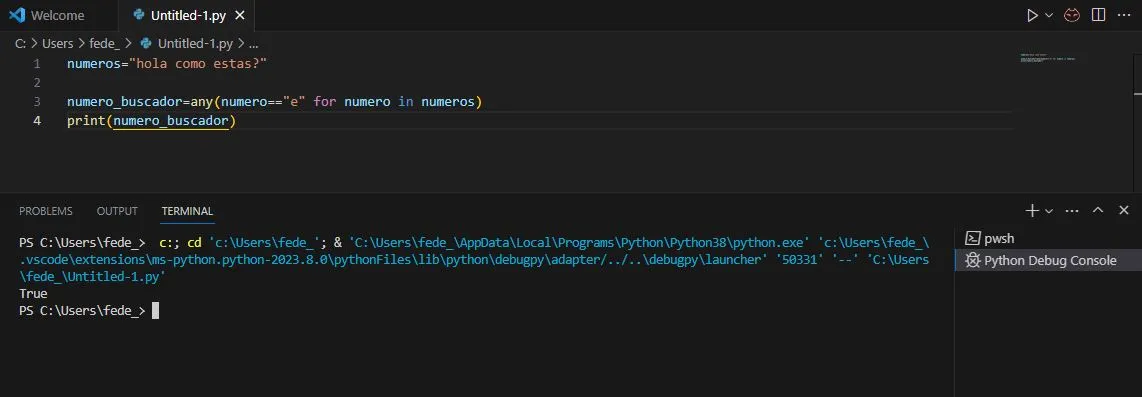 Welcome Untitled-1.py
C: > Users > fede_ > Untitled-1.py > ...
1 numeros="hola como estas?"
2
3 numero_buscador=any(numero=="e" for numero in numeros)
4 print(numero_buscador)
PROBLEMS OUTPUT TERMINAL
PS C:\Users\fede_>  c:; cd 'c:\Users\fede_'; & 'C:\Users\fede_\AppData\Local\Programs\Python\Python38\python.exe' 'c:\Users\fede_\
.vscode\extensions\ms-python.python-2023.8.0\pythonFiles\lib\python\debugpy\adapter/../..\debugpy\launcher' '50331' '--' 'C:\Users
\fede_\Untitled-1.py'
True
PS C:\Users\fede_>
pwsh
Python Debug Console